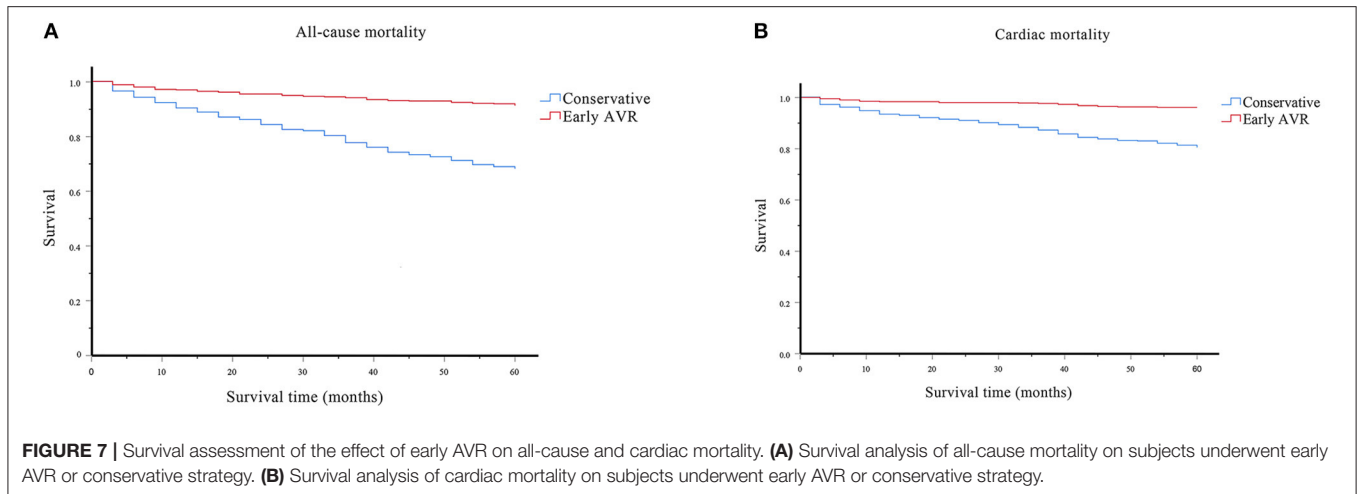 A
All-cause mortality
1.0
0.8
0.6
0.4
0.2
0
Survival
0
10
20
30
40
50
60
Survival time (months)
Conservative
Early AVR
B
Cardiac mortality
1.0
0.8
0.6
0.4
0.2
0.0
Survival
0
10
20
30
40
50
60
Survival time (months)
Conservative
Early AVR
FIGURE 7 | Survival assessment of the effect of early AVR on all-cause and cardiac mortality. (A) Survival analysis of all-cause mortality on subjects underwent early
AVR or conservative strategy. (B) Survival analysis of cardiac mortality on subjects underwent early AVR or conservative strategy.